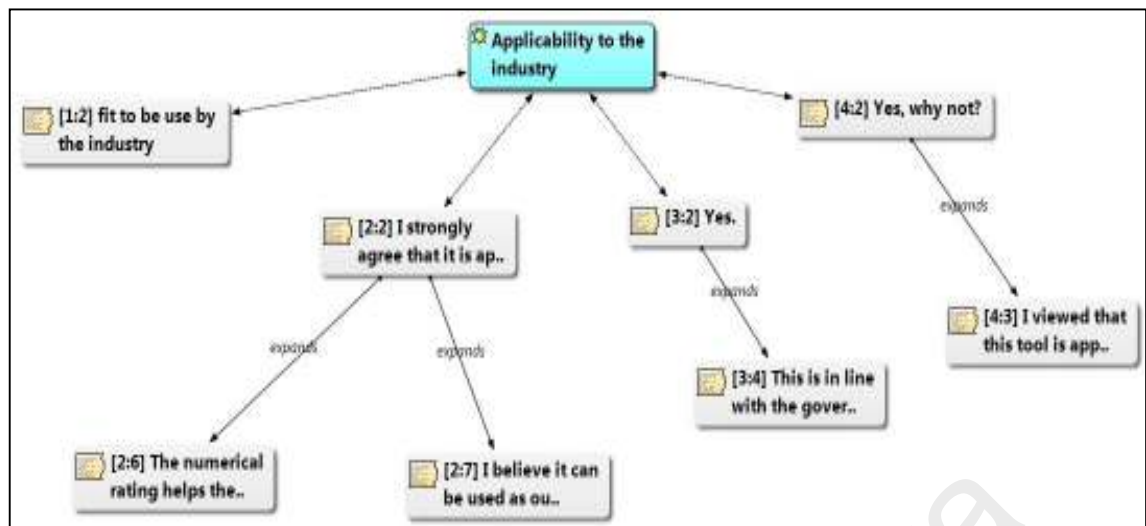 Applicability to the
industry
[1:2] fit to be use by
the industry
[4:2] Yes, why not?
expands
[2:2] I strongly
agree that it is ap..
[3:2] Yes.
expands
[4:3] I viewed that
this tool is app..
expands
expands
[3:4] This is in line
with the gover..
[2:6] The numerical
rating helps the..
[2:7] I believe it can
be used as ou..